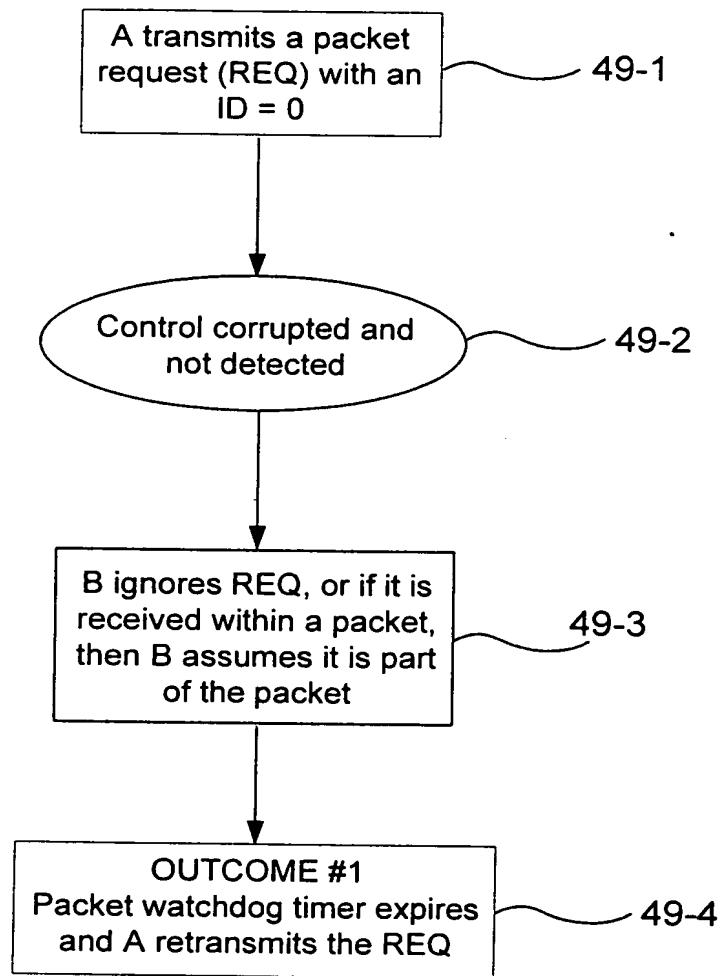 A transmits a packet
request (REQ) with an
ID = 0
49-1
Control corrupted and
not detected
49-2
B ignores REQ, or if it is
received within a packet,
then B assumes it is part
of the packet
49-3
OUTCOME #1
Packet watchdog timer expires
and A retransmits the REQ
49-4